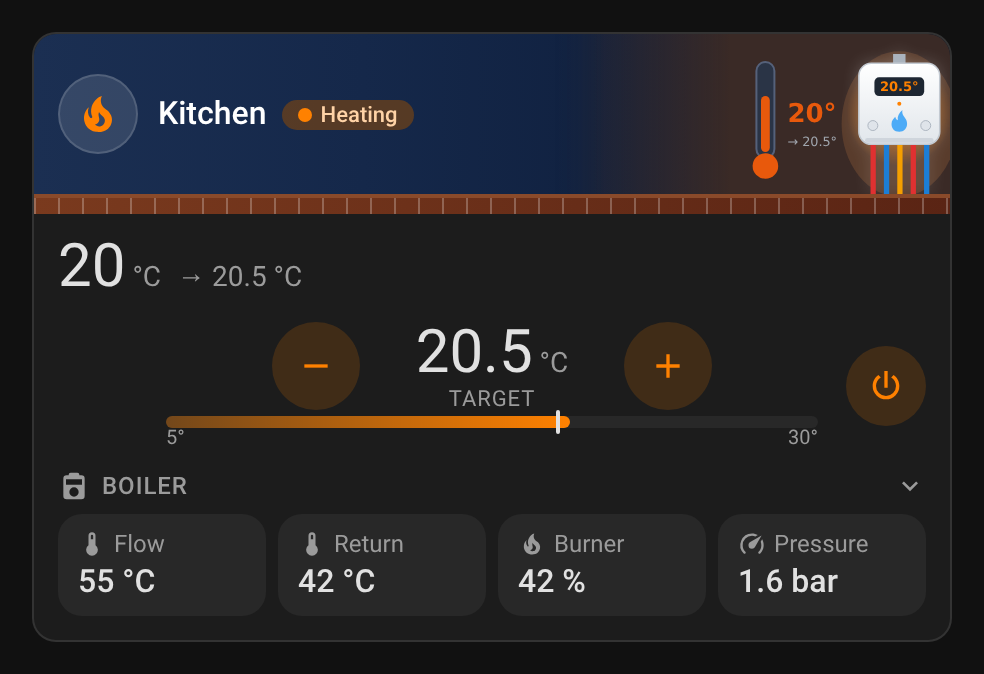 Kitchen
Heating
20°
→ 20.5°
20.5°
20 °C → 20.5 °C
20.5 °C
TARGET
5°
30°
BOILER
Flow
55 °C
Return
42 °C
Burner
42 %
Pressure
1.6 bar